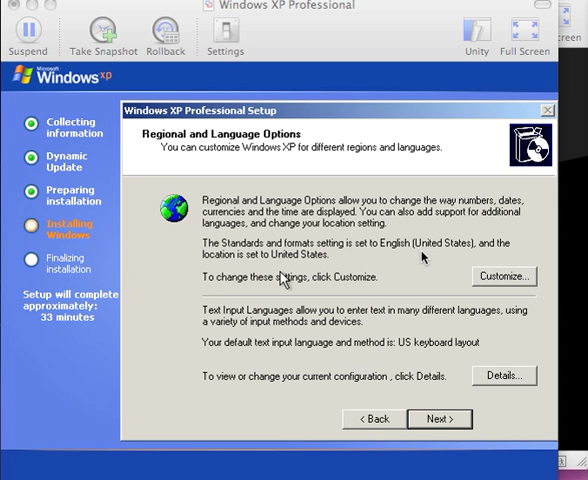 Windows XP Professional
Suspend
Take Snapshot
Rollback
Settings
Unity
Full Screen
Microsoft
Windows xp
Collecting
information
Dynamic
Update
Preparing
installation
Installing
Windows
Finalizing
installation
Setup will complete
approximately:
33 minutes
Windows XP Professional Setup
Regional and Language Options
You can customize Windows XP for different regions and languages.
Regional and Language Options allow you to change the way numbers, dates,
currencies and the time are displayed. You can also add support for additional
languages, and change your location setting.
The Standards and formats setting is set to English (United States), and the
location is set to United States.
To change these settings, click Customize.
Customize...
Text Input Languages allow you to enter text in many different languages, using
a variety of input methods and devices.
Your default text input language and method is: US keyboard layout
To view or change your current configuration , click Details.
Details...
< Back
Next >